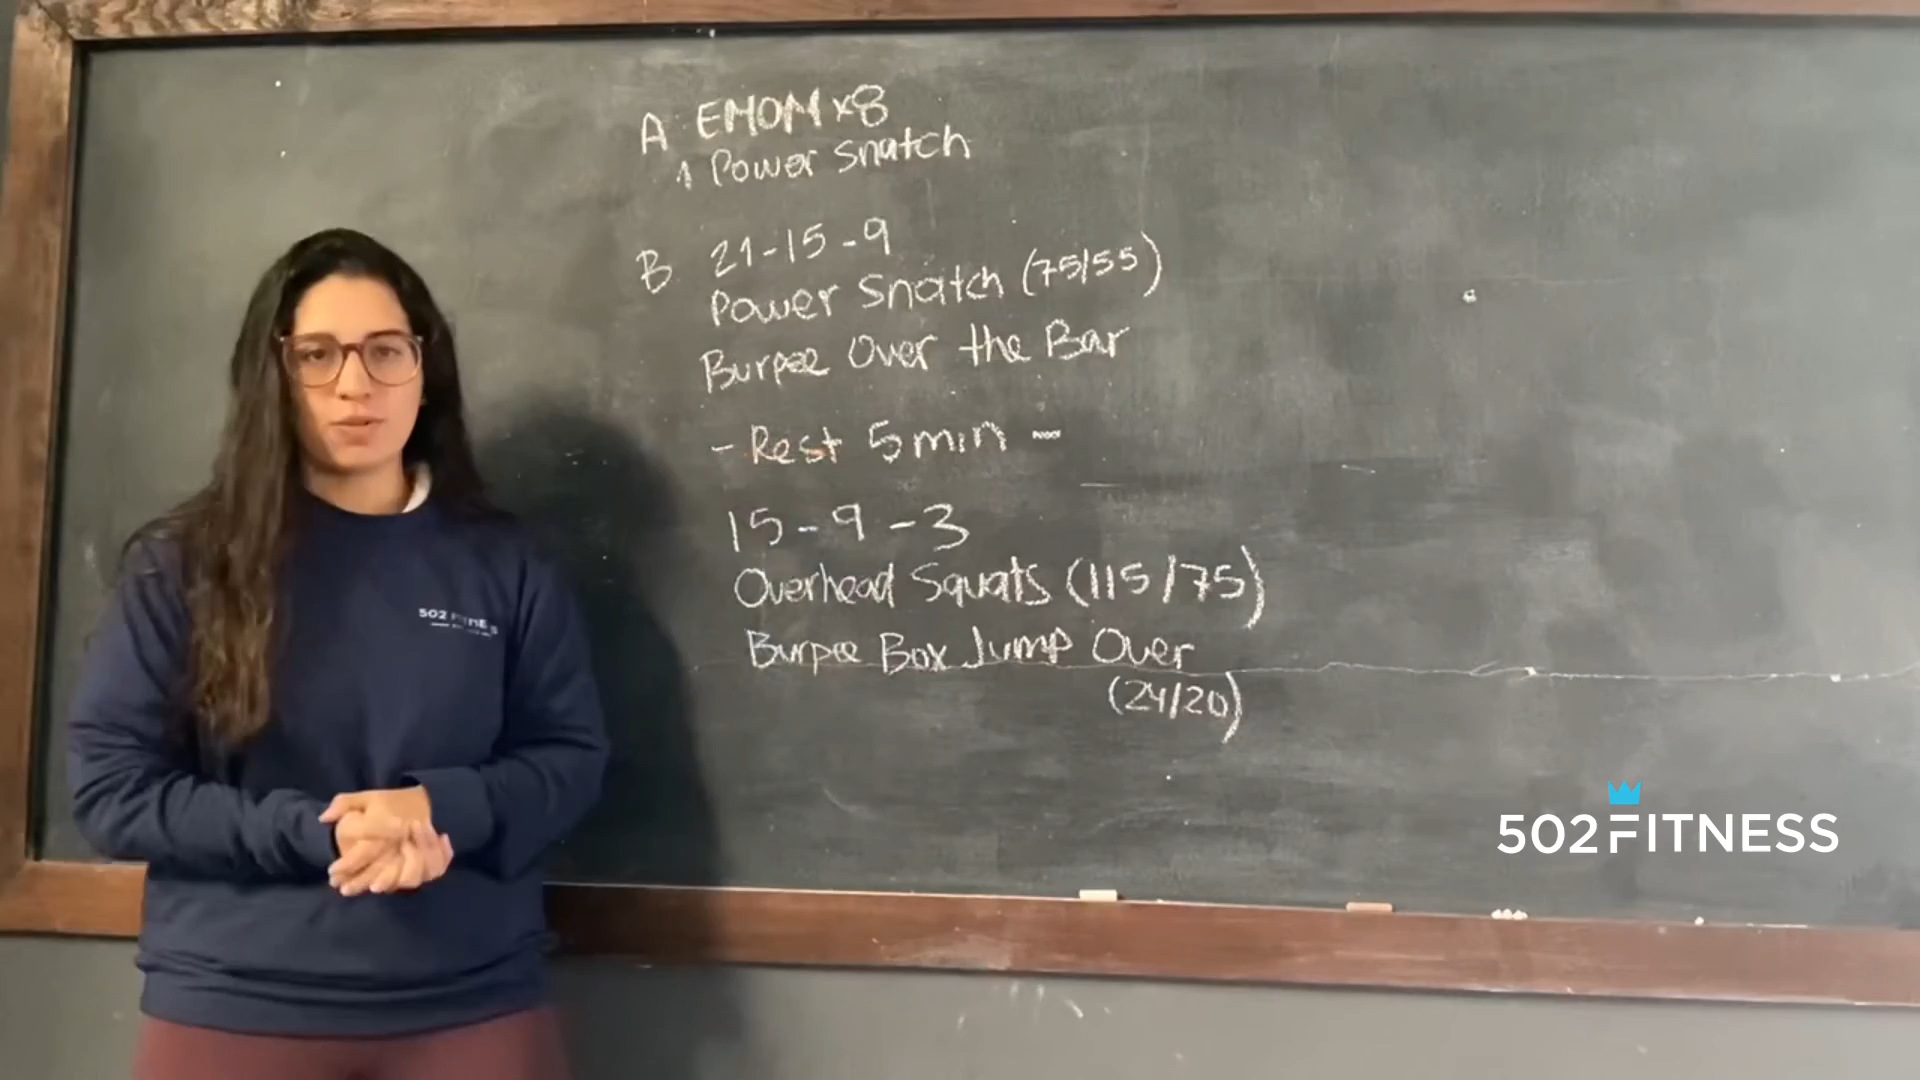 A EMOM x8
1 Power Snatch
B 21-15-9
Power Snatch (75/55)
Burpee Over the Bar
- Rest 5 min -
15-9-3
Overhead Squats (115/75)
Burpee Box Jump Over
(24/20)
502 FITNESS
502 FITNESS